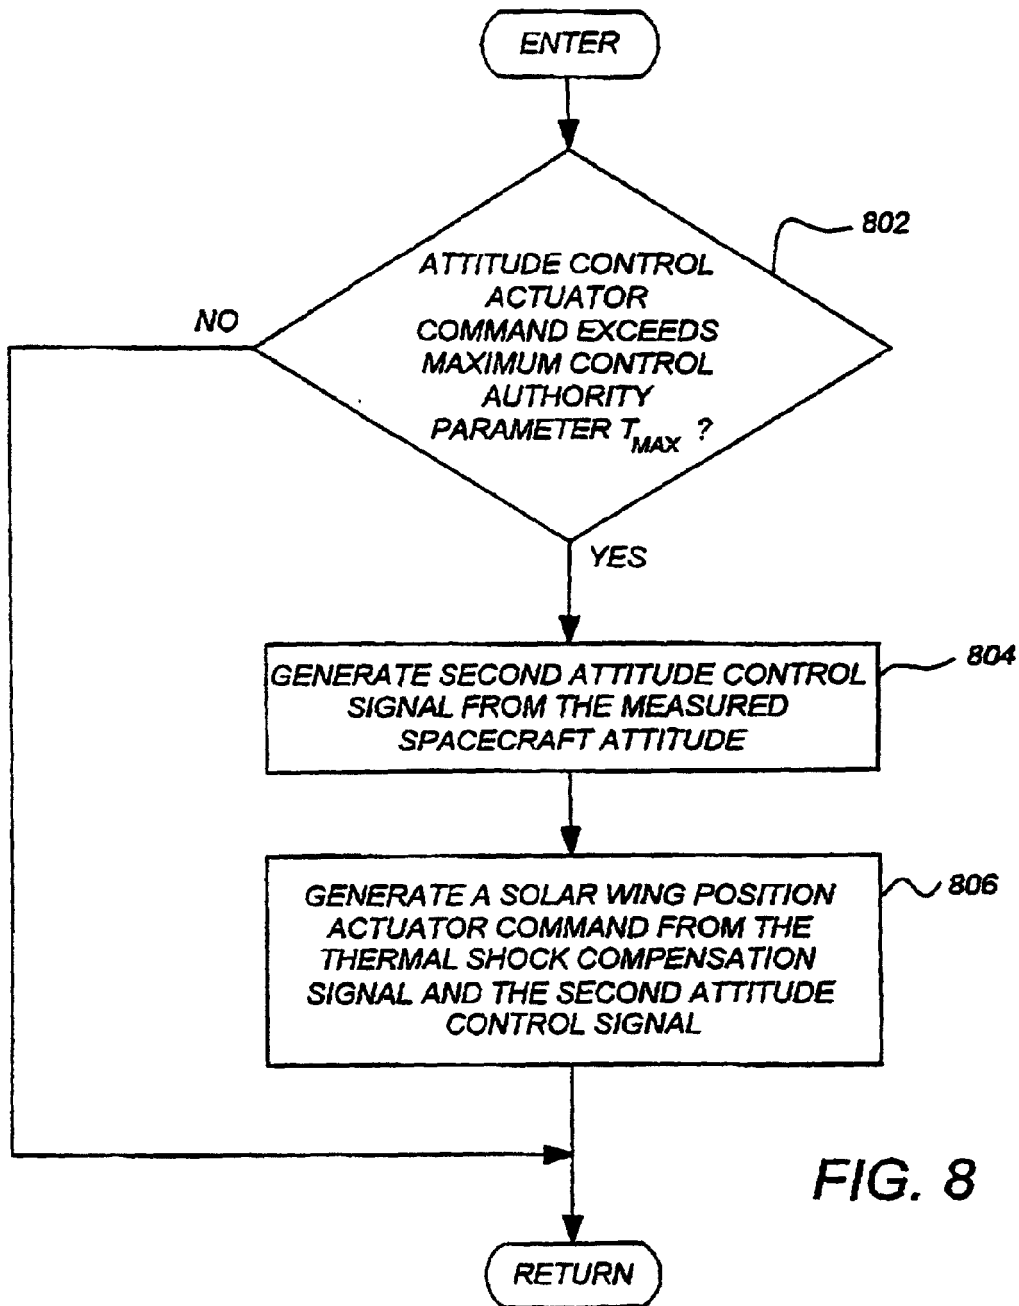 ENTER
802
ATTITUDE CONTROL
ACTUATOR
COMMAND EXCEEDS
MAXIMUM CONTROL
AUTHORITY
PARAMETER T_MAX ?
NO
YES
804
GENERATE SECOND ATTITUDE CONTROL
SIGNAL FROM THE MEASURED
SPACECRAFT ATTITUDE
806
GENERATE A SOLAR WING POSITION
ACTUATOR COMMAND FROM THE
THERMAL SHOCK COMPENSATION
SIGNAL AND THE SECOND ATTITUDE
CONTROL SIGNAL
FIG. 8
RETURN